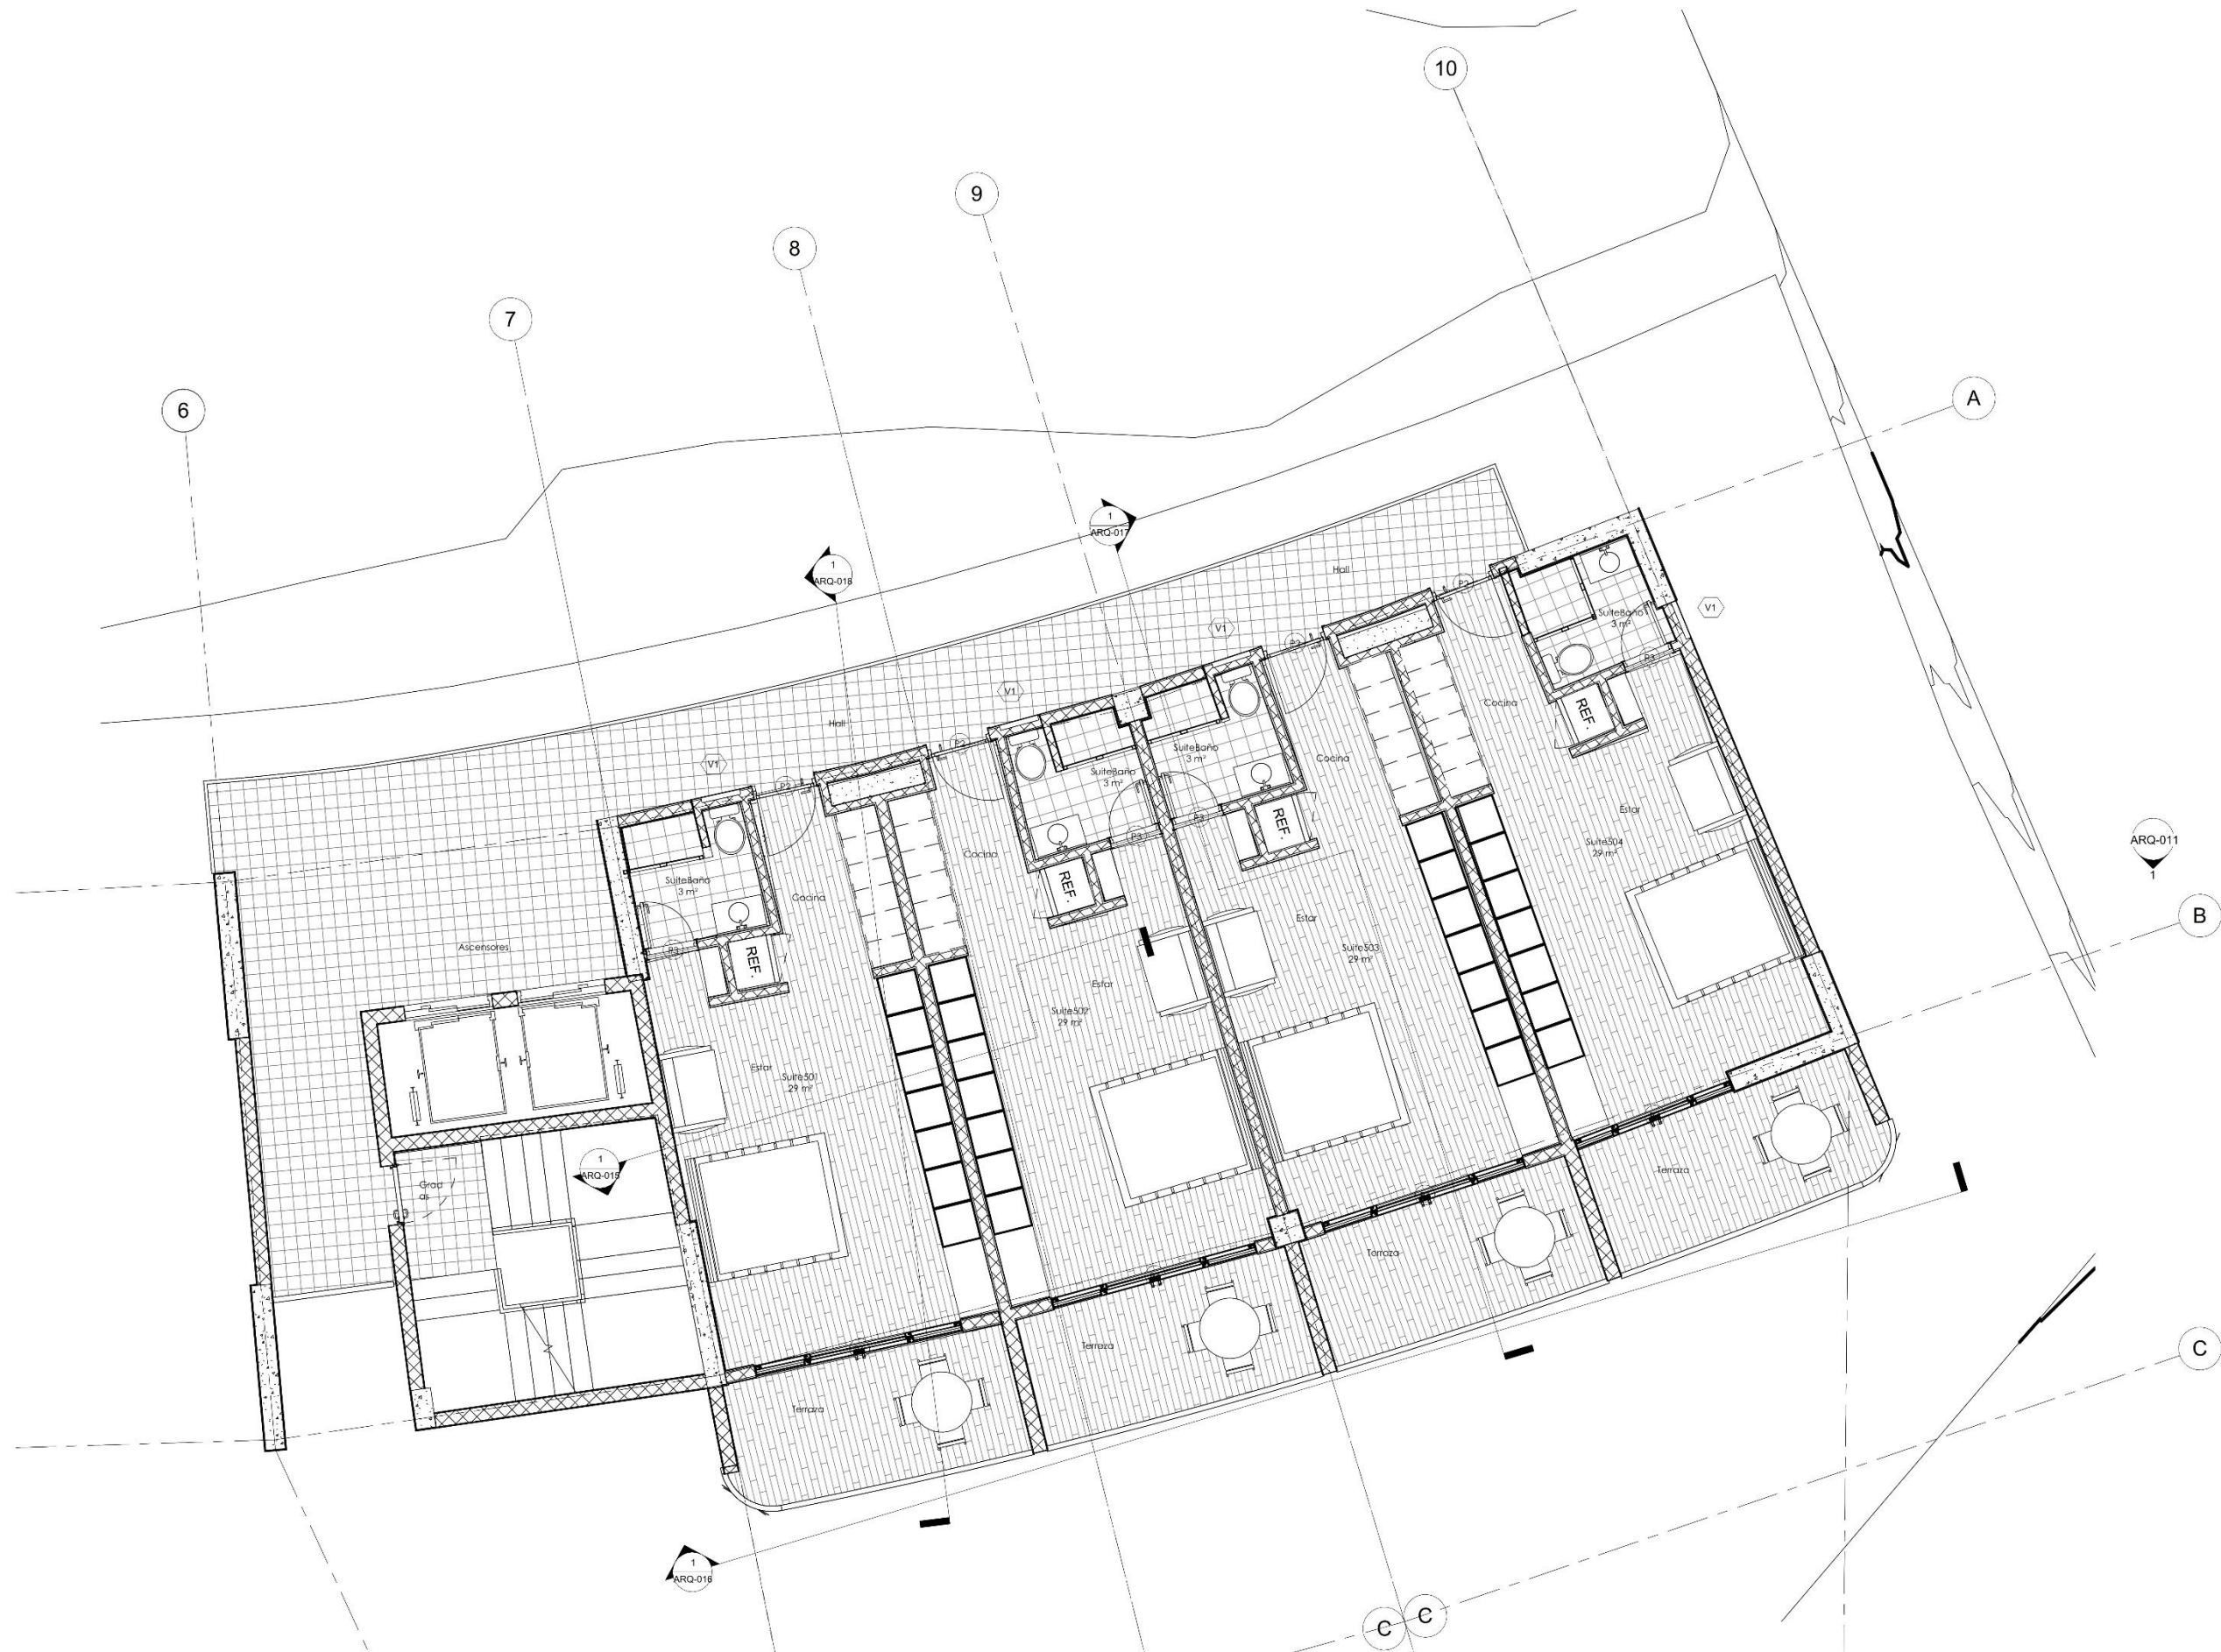 10
9
8
7
6
A
1
ARQ-017
1
ARQ-018
Hall
P2
V1
SuiteBaño
3 m²
V1
P2
P3
V1
Hall
P2
SuiteBaño
3 m²
SuiteBaño
3 m²
Cocina
REF.
V1
P2
Cocina
Estar
P3
P3
REF.
Suite504
29 m²
ARQ-011
1
Cocina
SuiteBaño
3 m²
Cocina
REF.
B
Estar
Ascensores
P3
REF.
Suite503
29 m²
Estar
Suite502
29 m²
Estar
Suite501
29 m²
1
ARQ-015
Grad
as
Terraza
Terraza
Terraza
Terraza
C
1
ARQ-016
C
C